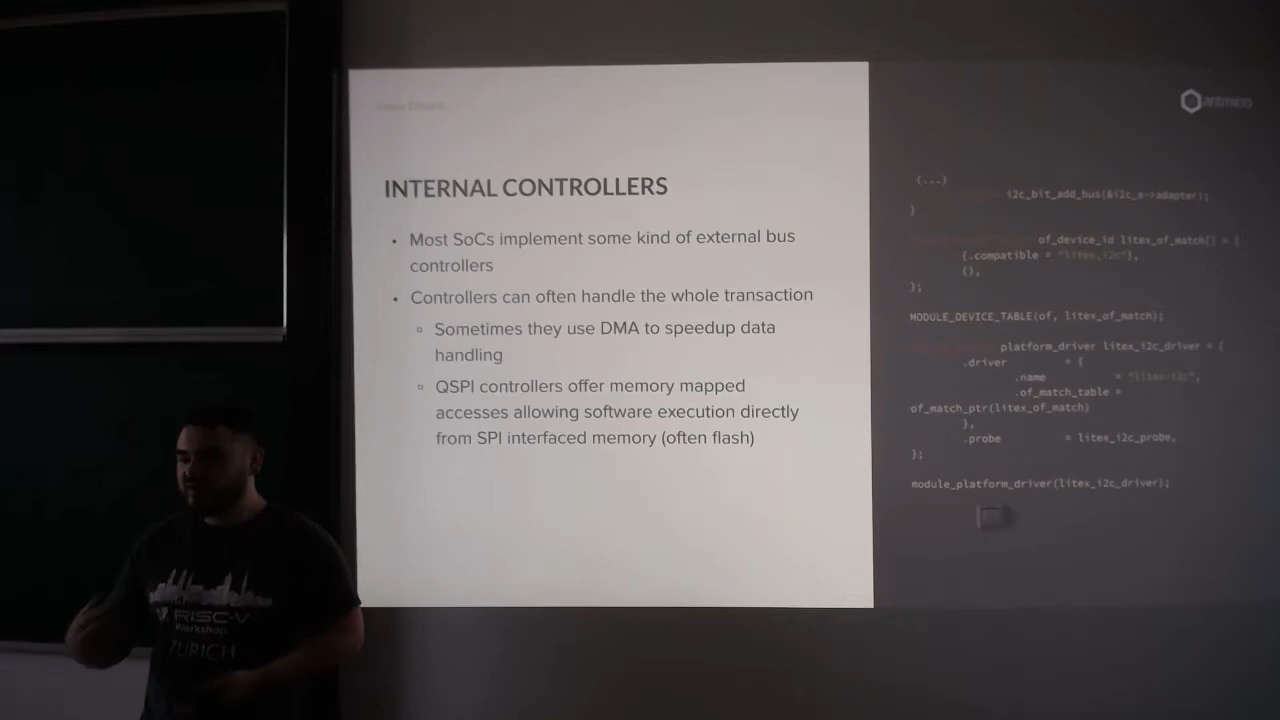 INTERNAL CONTROLLERS
• Most SoCs implement some kind of external bus
controllers
• Controllers can often handle the whole transaction
▫ Sometimes they use DMA to speedup data
handling
▫ QSPI controllers offer memory mapped
accesses allowing software execution directly
from SPI interfaced memory (often flash)
antmicro
(...)
i2c_bit_add_bus(&i2c_s->adapter);
}
of_device_id litex_of_match[] = {
{.compatible = "litex,i2c"},
{},
};
MODULE_DEVICE_TABLE(of, litex_of_match);
platform_driver litex_i2c_driver = {
.driver = {
.name = "litex-i2c",
.of_match_table =
of_match_ptr(litex_of_match)
},
.probe = litex_i2c_probe,
};
module_platform_driver(litex_i2c_driver);
RISC-V
Workshop
ZURICH